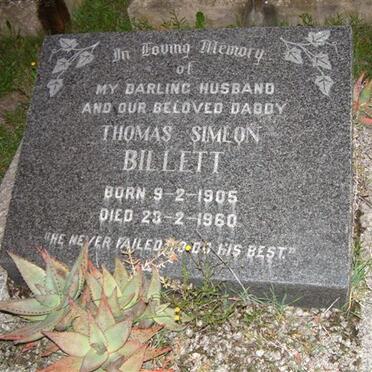 In Loving Memory
of
MY DARLING HUSBAND
AND OUR BELOVED DADDY
THOMAS SIMEON
BILLETT
BORN 9-2-1905
DIED 23-2-1960
"HE NEVER FAILED TO DO HIS BEST."